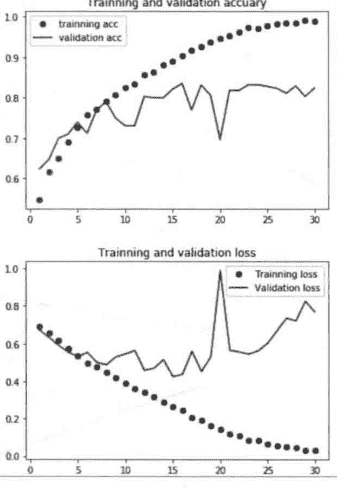 Trainning and validation accuary
trainning acc
validation acc
1.0
0.9
0.8
0.7
0.6
0 5 10 15 20 25 30
Trainning and validation loss
Trainning loss
Validation loss
1.0
0.8
0.6
0.4
0.2
0.0
0 5 10 15 20 25 30